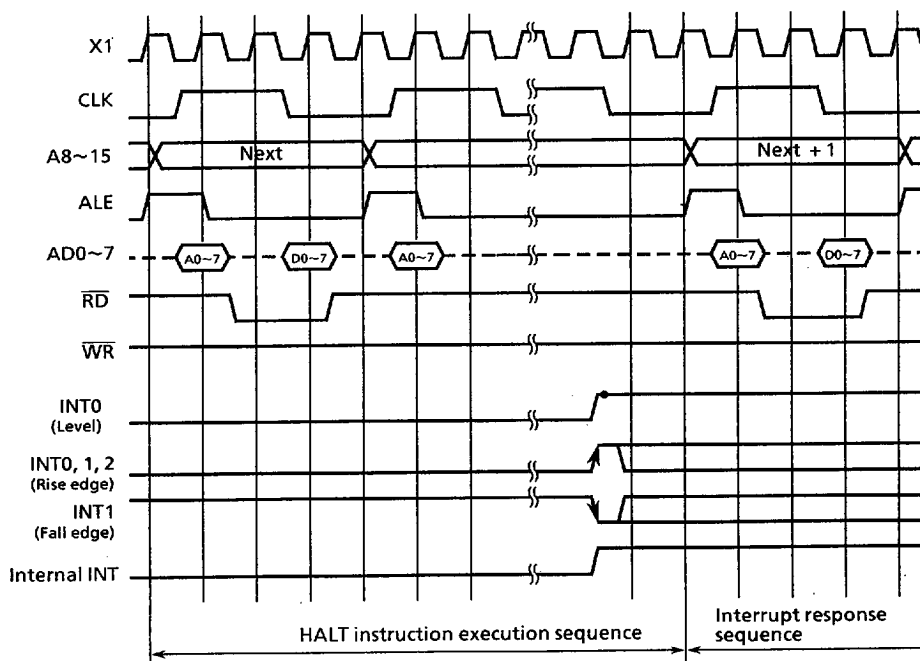 X1
CLK
A8~15
Next
Next + 1
ALE
AD0~7
A0~7
D0~7
A0~7
A0~7
D0~7
RD
WR
INT0
(Level)
INT0, 1, 2
(Rise edge)
INT1
(Fall edge)
Internal INT
HALT instruction execution sequence
Interrupt response
sequence